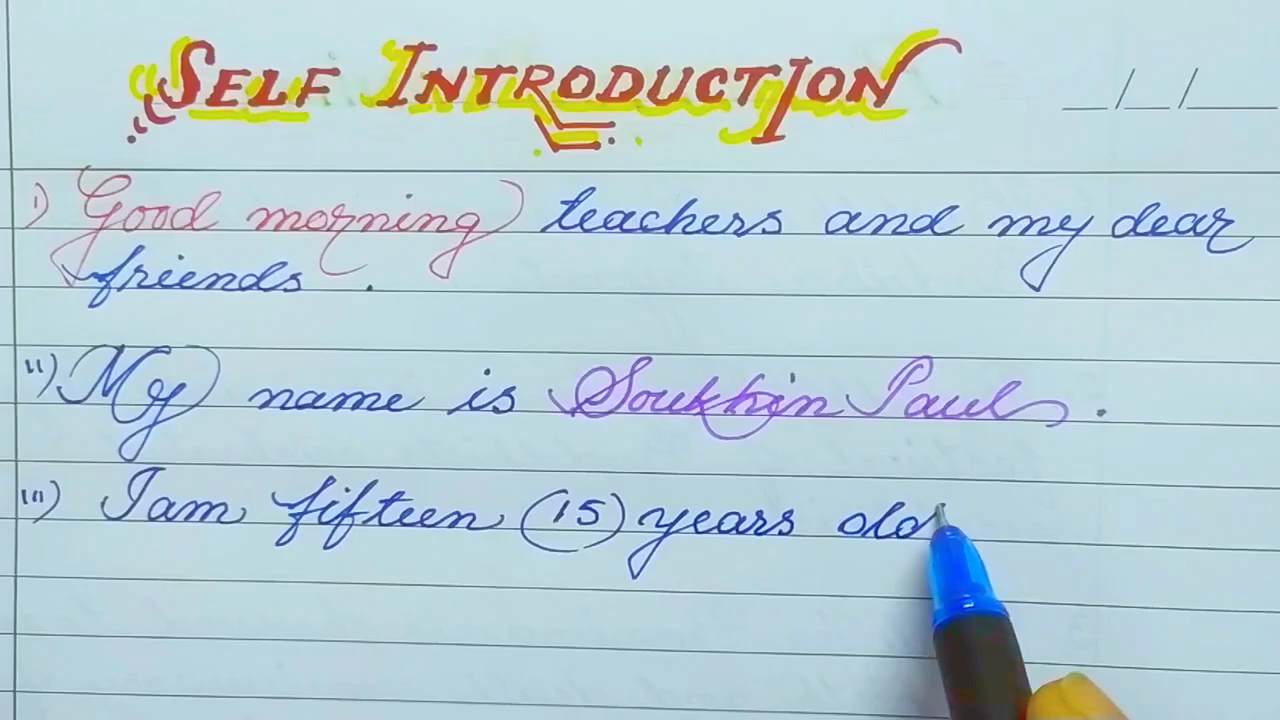 SELF INTRODUCTION
_/_/__
i) Good morning teachers and my dear
friends .
ii) My name is Soukhin Paul .
iii) I am fifteen (15) years old